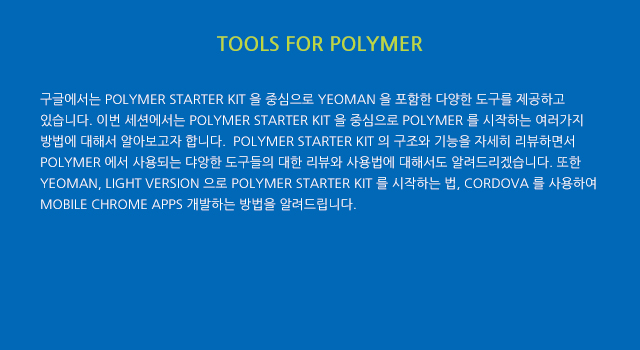 TOOLS FOR POLYMER
구글에서는 POLYMER STARTER KIT 을 중심으로 YEOMAN 을 포함한 다양한 도구를 제공하고
있습니다. 이번 세션에서는 POLYMER STARTER KIT 을 중심으로 POLYMER 를 시작하는 여러가지
방법에 대해서 알아보고자 합니다.  POLYMER STARTER KIT 의 구조와 기능을 자세히 리뷰하면서
POLYMER 에서 사용되는 댜앙한 도구들의 대한 리뷰와 사용법에 대해서도 알려드리겠습니다. 또한
YEOMAN, LIGHT VERSION 으로 POLYMER STARTER KIT 를 시작하는 법, CORDOVA 를 사용하여
MOBILE CHROME APPS 개발하는 방법을 알려드립니다.